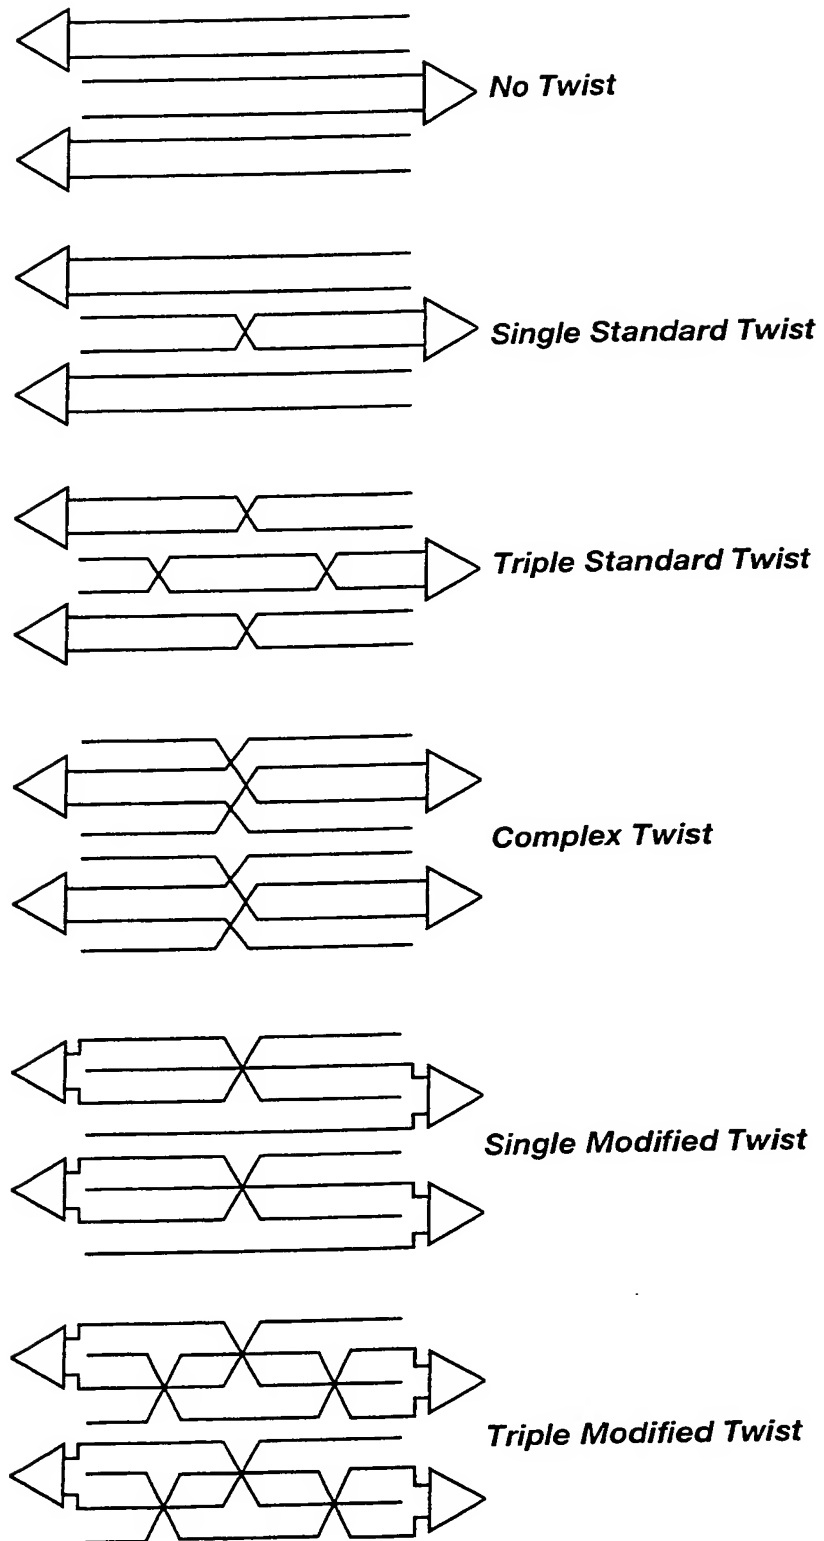 No Twist
Single Standard Twist
Triple Standard Twist
Complex Twist
Single Modified Twist
Triple Modified Twist